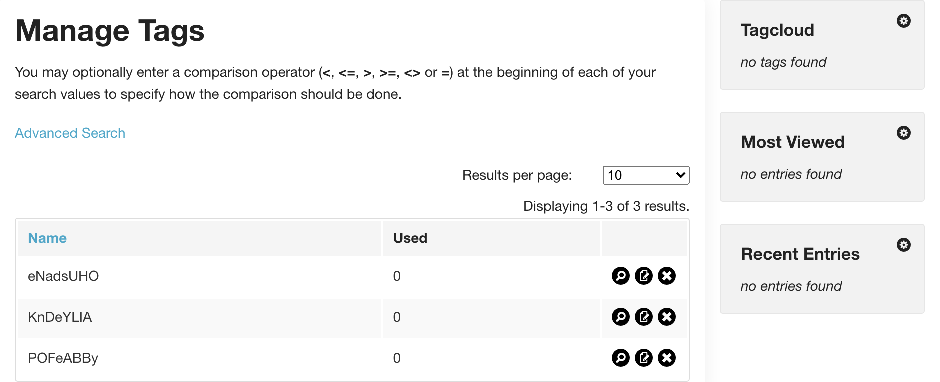 Manage Tags
You may optionally enter a comparison operator (<, <=, >, >=, <> or =) at the beginning of each of your
search values to specify how the comparison should be done.
Advanced Search
Results per page: 10
Displaying 1-3 of 3 results.
Name Used
eNadsUHO 0
KnDeYLIA 0
POFeABBy 0
Tagcloud
no tags found
Most Viewed
no entries found
Recent Entries
no entries found